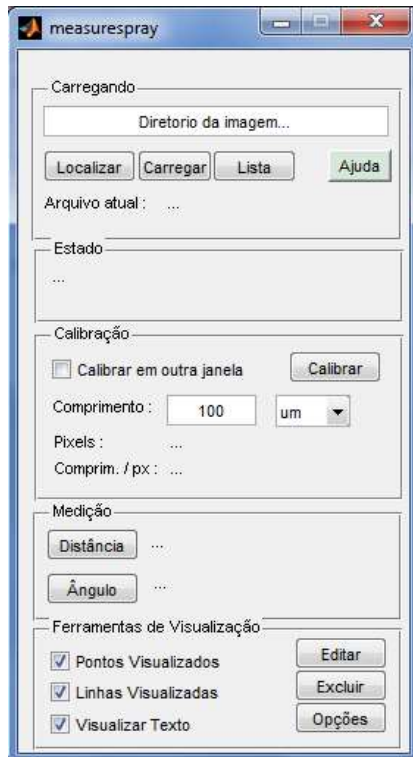 measurespray
Carregando
Diretorio da imagem...
Localizar Carregar Lista Ajuda
Arquivo atual : ...
Estado
...
Calibração
Calibrar em outra janela Calibrar
Comprimento : 100 um
Pixels : ...
Comprim. / px : ...
Medição
Distância ...
Ângulo ...
Ferramentas de Visualização
Pontos Visualizados Editar
Linhas Visualizadas Excluir
Visualizar Texto Opções